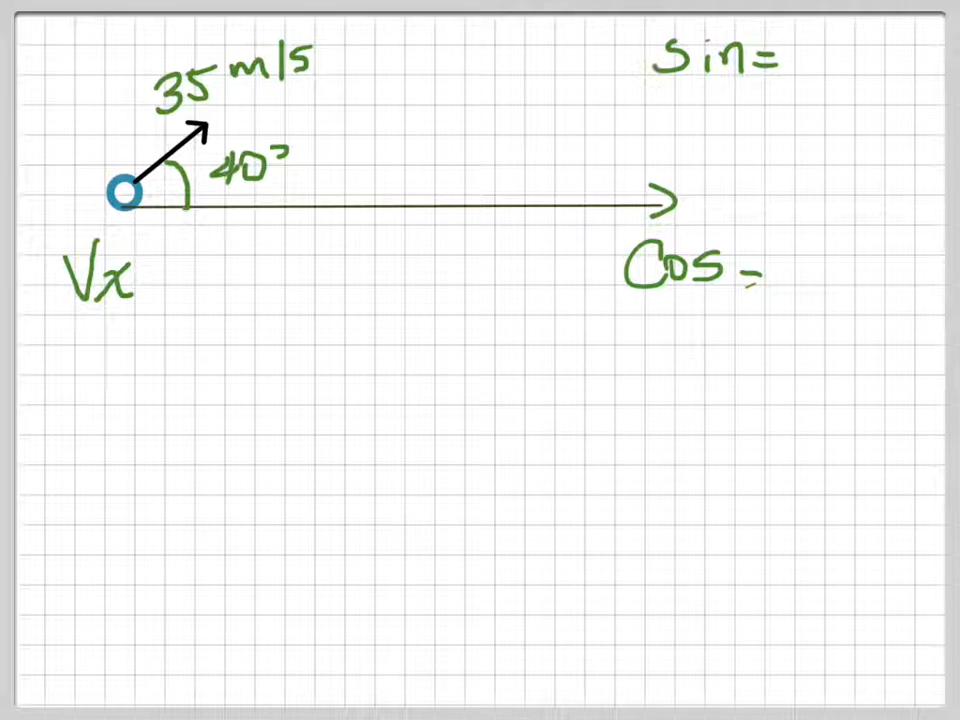 35 m/s
sin=
40°
Vx
Cos =